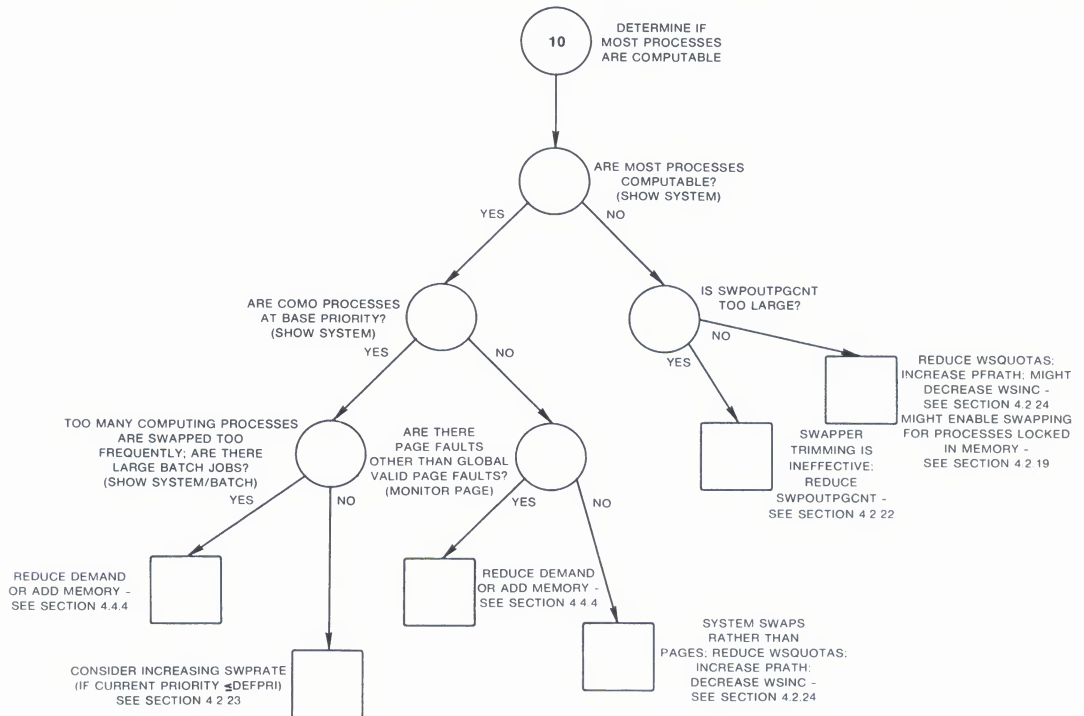 10
DETERMINE IF
MOST PROCESSES
ARE COMPUTABLE
ARE MOST PROCESSES
COMPUTABLE?
(SHOW SYSTEM)
YES
NO
ARE COMO PROCESSES
AT BASE PRIORITY?
(SHOW SYSTEM)
YES
NO
IS SWPOUTPGCNT
TOO LARGE?
NO
YES
REDUCE WSQUOTAS:
INCREASE PFRATH; MIGHT
DECREASE WSINC -
SEE SECTION 4.2 24
MIGHT ENABLE SWAPPING
FOR PROCESSES LOCKED
IN MEMORY -
SEE SECTION 4.2.19
TOO MANY COMPUTING PROCESSES
ARE SWAPPED TOO
FREQUENTLY; ARE THERE
LARGE BATCH JOBS?
(SHOW SYSTEM/BATCH)
YES
NO
ARE THERE
PAGE FAULTS
OTHER THAN GLOBAL
VALID PAGE FAULTS?
(MONITOR PAGE)
YES
NO
SWAPPER
TRIMMING IS
INEFFECTIVE;
REDUCE
SWPOUTPGCNT -
SEE SECTION 4 2 22
REDUCE DEMAND
OR ADD MEMORY -
SEE SECTION 4.4.4
REDUCE DEMAND
OR ADD MEMORY -
SEE SECTION 4.4.4
CONSIDER INCREASING SWPRATE
(IF CURRENT PRIORITY ≤DEFPRI)
SEE SECTION 4 2 23
SYSTEM SWAPS
RATHER THAN
PAGES; REDUCE WSQUOTAS:
INCREASE PRATH:
DECREASE WSINC -
SEE SECTION 4.2.24